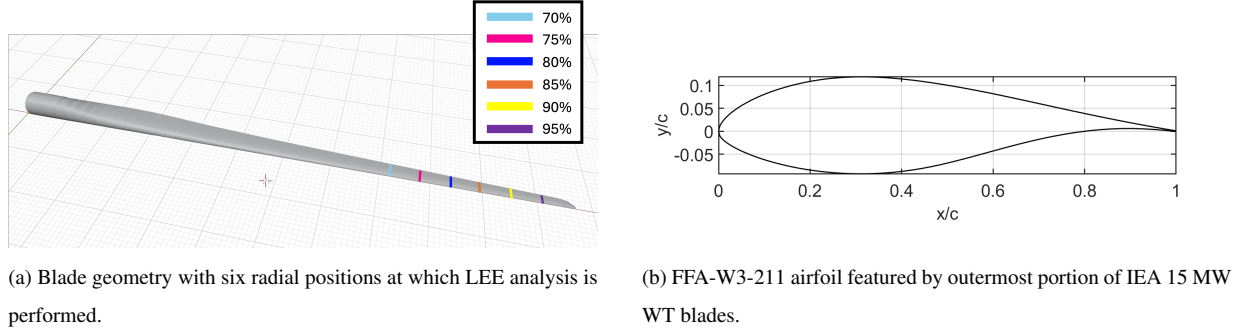 70%
75%
80%
85%
90%
95%
0.1
0.05
0
-0.05
y/c
0 0.2 0.4 0.6 0.8 1
x/c
(a) Blade geometry with six radial positions at which LEE analysis is
performed.
(b) FFA-W3-211 airfoil featured by outermost portion of IEA 15 MW
WT blades.